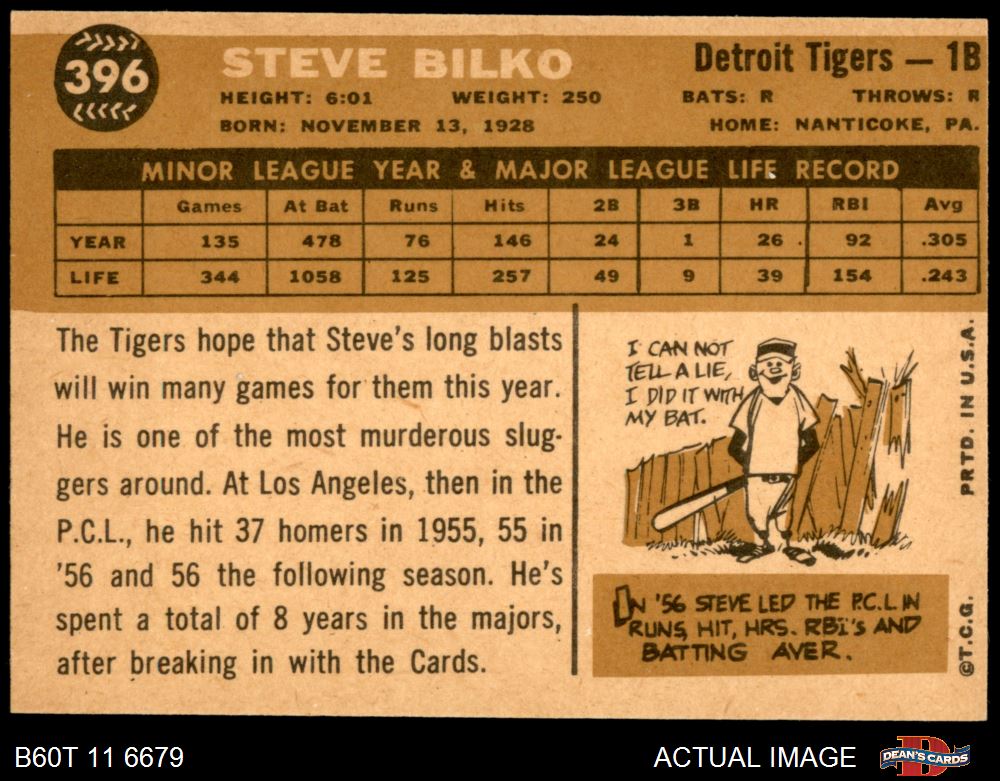 396
STEVE BILKO
Detroit Tigers — 1B
HEIGHT: 6:01 WEIGHT: 250 BATS: R THROWS: R
BORN: NOVEMBER 13, 1928 HOME: NANTICOKE, PA.
MINOR LEAGUE YEAR & MAJOR LEAGUE LIFE RECORD
Games At Bat Runs Hits 2B 3B HR RBI Avg
YEAR 135 478 76 146 24 1 26 92 .305
LIFE 344 1058 125 257 49 9 39 154 .243
The Tigers hope that Steve's long blasts
will win many games for them this year.
He is one of the most murderous slug-
gers around. At Los Angeles, then in the
P.C.L., he hit 37 homers in 1955, 55 in
'56 and 56 the following season. He's
spent a total of 8 years in the majors,
after breaking in with the Cards.
I CAN NOT
TELL A LIE,
I DID IT WITH
MY BAT.
IN '56 STEVE LED THE P.C.L IN
RUNS, HIT, HRS. RBI'S AND
BATTING AVER.
PRTD. IN U.S.A.
©T.C.G.
B60T 11 6679
ACTUAL IMAGE
DEAN'S CARDS